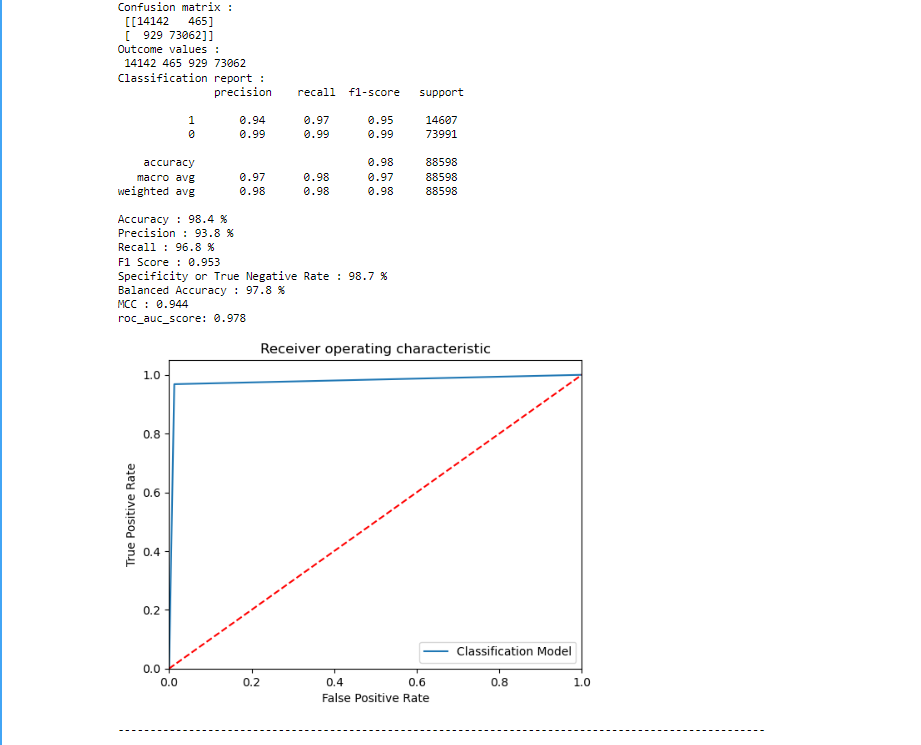 Confusion matrix :
[[14142   465]
[  929 73062]]
Outcome values :
14142 465 929 73062
Classification report :
precision    recall  f1-score   support
1       0.94      0.97      0.95     14607
0       0.99      0.99      0.99     73991
accuracy                           0.98     88598
macro avg       0.97      0.98      0.97     88598
weighted avg       0.98      0.98      0.98     88598
Accuracy : 98.4 %
Precision : 93.8 %
Recall : 96.8 %
F1 Score : 0.953
Specificity or True Negative Rate : 98.7 %
Balanced Accuracy : 97.8 %
MCC : 0.944
roc_auc_score: 0.978
Receiver operating characteristic
1.0
0.8
0.6
0.4
0.2
0.0
True Positive Rate
Classification Model
0.0 0.2 0.4 0.6 0.8 1.0
False Positive Rate